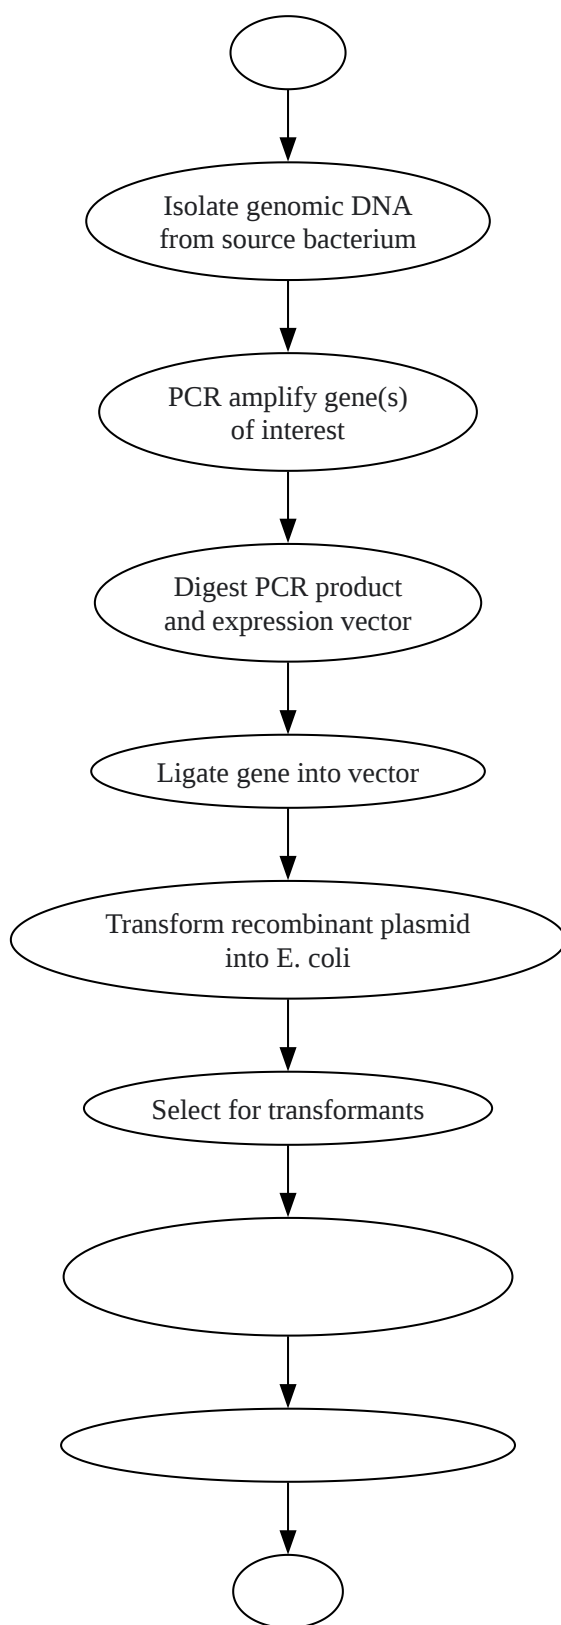 Isolate genomic DNA
from source bacterium
PCR amplify gene(s)
of interest
Digest PCR product
and expression vector
Ligate gene into vector
Transform recombinant plasmid
into E. coli
Select for transformants